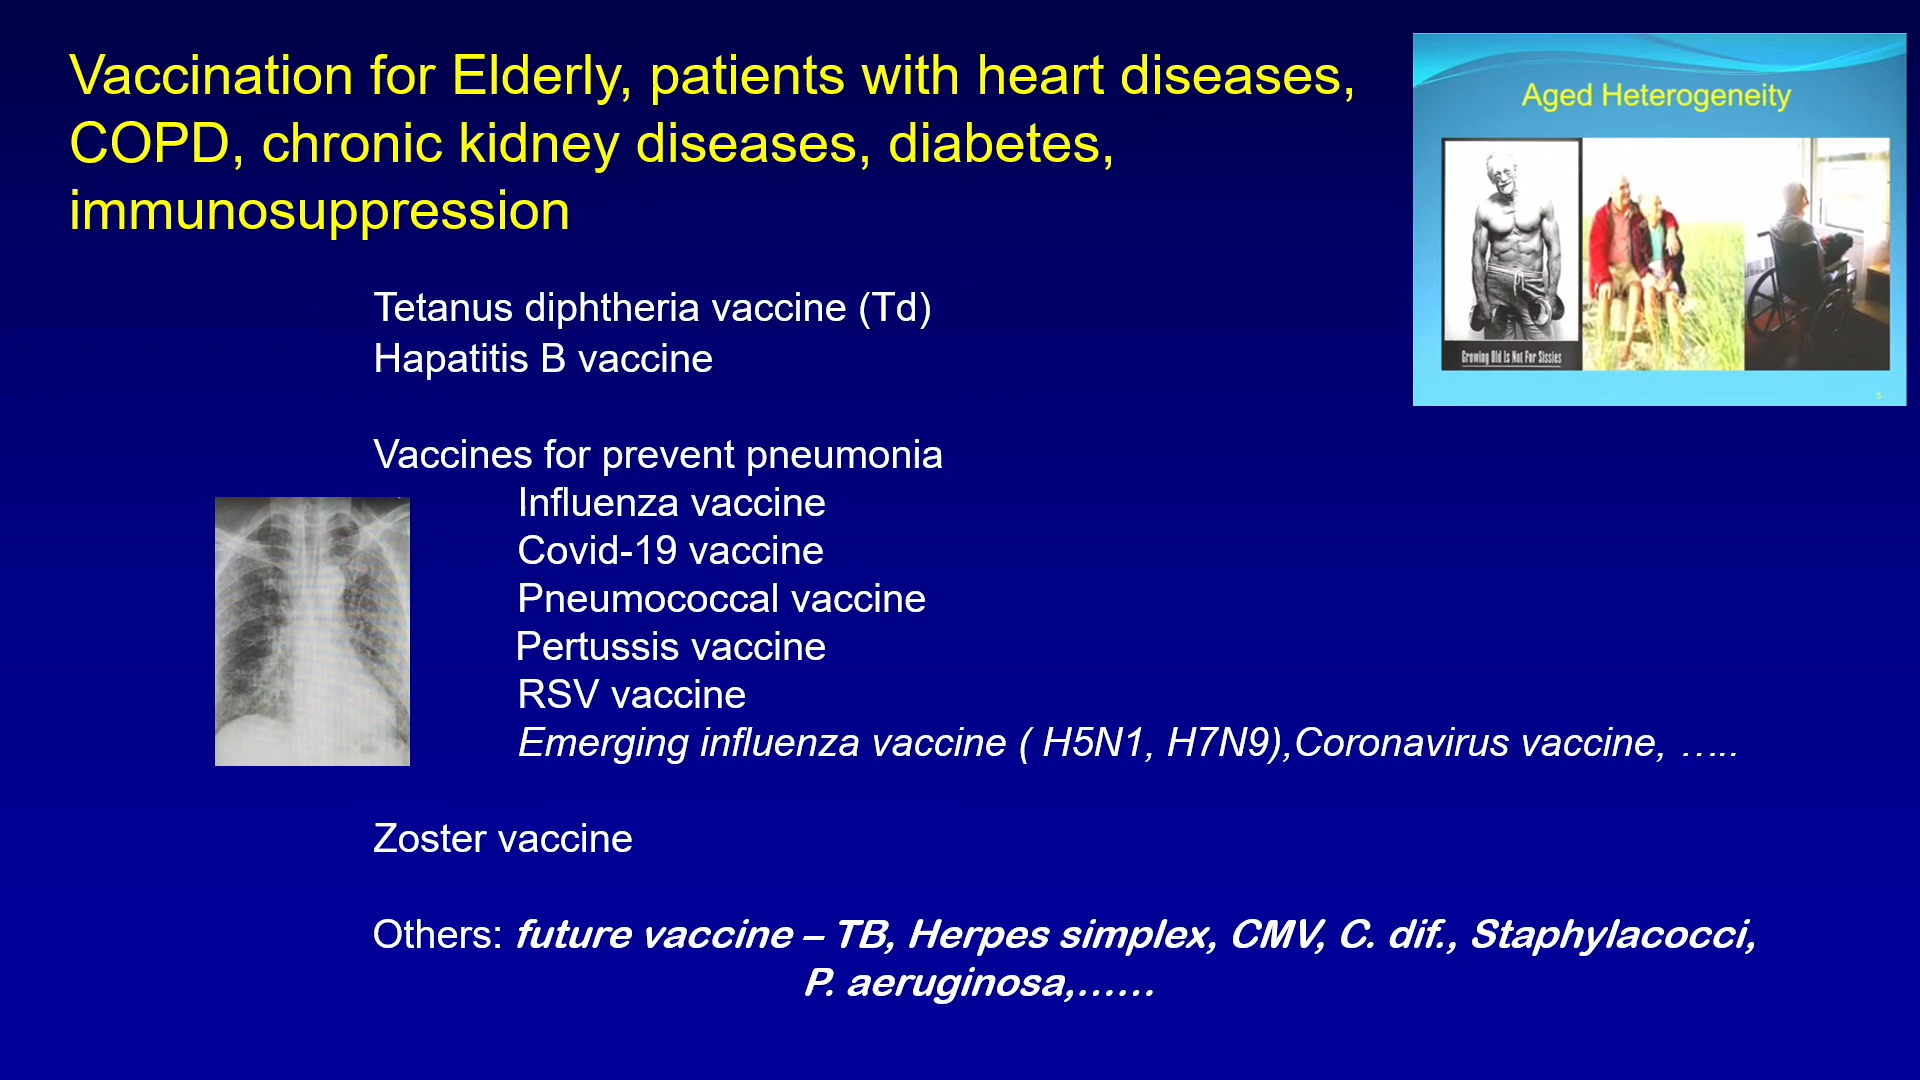 Vaccination for Elderly, patients with heart diseases,
COPD, chronic kidney diseases, diabetes,
immunosuppression
Aged Heterogeneity
Growing Old Is Not For Sissies
5
Tetanus diphtheria vaccine (Td)
Hapatitis B vaccine
Vaccines for prevent pneumonia
Influenza vaccine
Covid-19 vaccine
Pneumococcal vaccine
Pertussis vaccine
RSV vaccine
Emerging influenza vaccine ( H5N1, H7N9),Coronavirus vaccine, …..
Zoster vaccine
Others: future vaccine – TB, Herpes simplex, CMV, C. dif., Staphylacocci,
P. aeruginosa,……